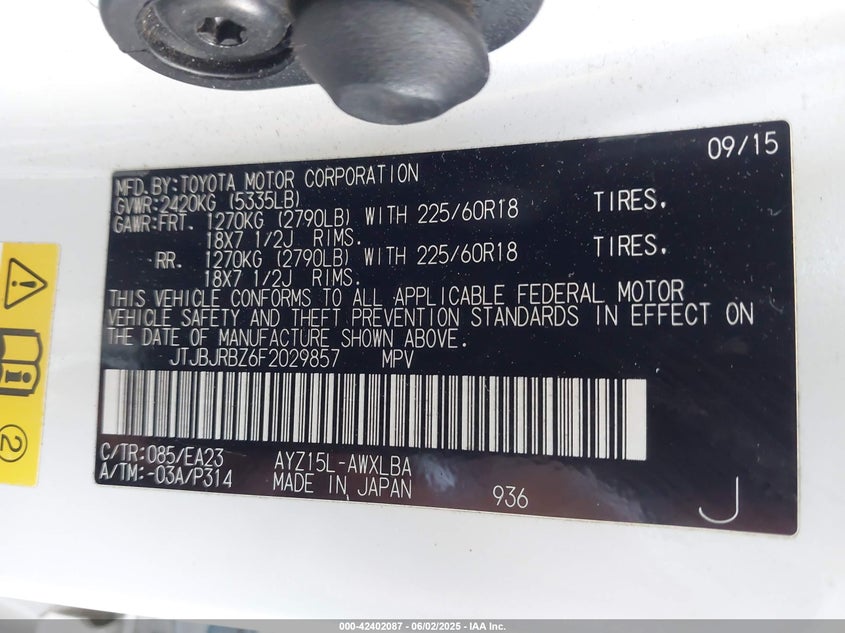 09/15
MFD. BY: TOYOTA MOTOR CORPORATION
GVWR: 2420KG (5335LB)
GAWR: FRT. 1270KG (2790LB) WITH 225/60R18 TIRES,
18X7 1/2J RIMS.
RR. 1270KG (2790LB) WITH 225/60R18 TIRES,
18X7 1/2J RIMS.
THIS VEHICLE CONFORMS TO ALL APPLICABLE FEDERAL MOTOR
VEHICLE SAFETY AND THEFT PREVENTION STANDARDS IN EFFECT ON
THE DATE OF MANUFACTURE SHOWN ABOVE.
JTJBJRBZ6F2029857 MPV
C/TR: 085/EA23 AYZ15L-AWXLBA
A/TM: -03A/P314 MADE IN JAPAN 936
J
2
000-42402087 - 06/02/2025 - IAA Inc.